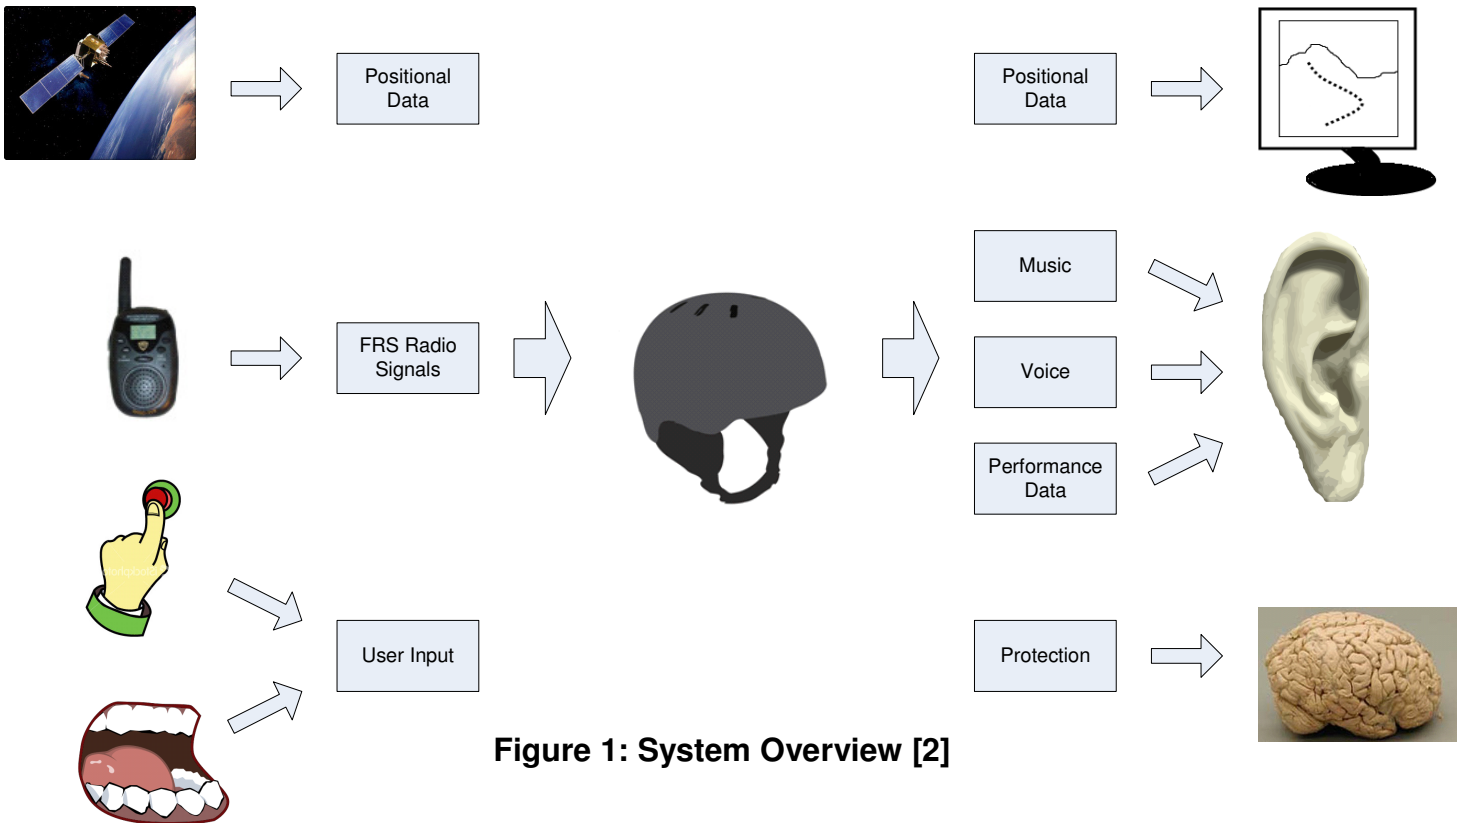 Positional
Data
FRS Radio
Signals
User Input
Positional
Data
Music
Voice
Performance
Data
Protection
Figure 1: System Overview [2]